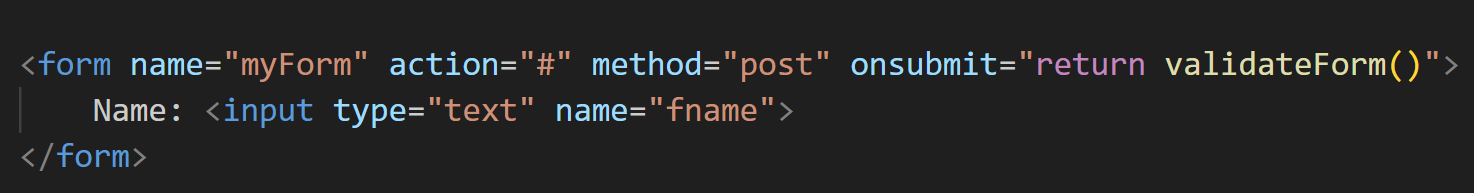 <form name="myForm" action="#" method="post" onsubmit="return validateForm()">
    Name: <input type="text" name="fname">
</form>